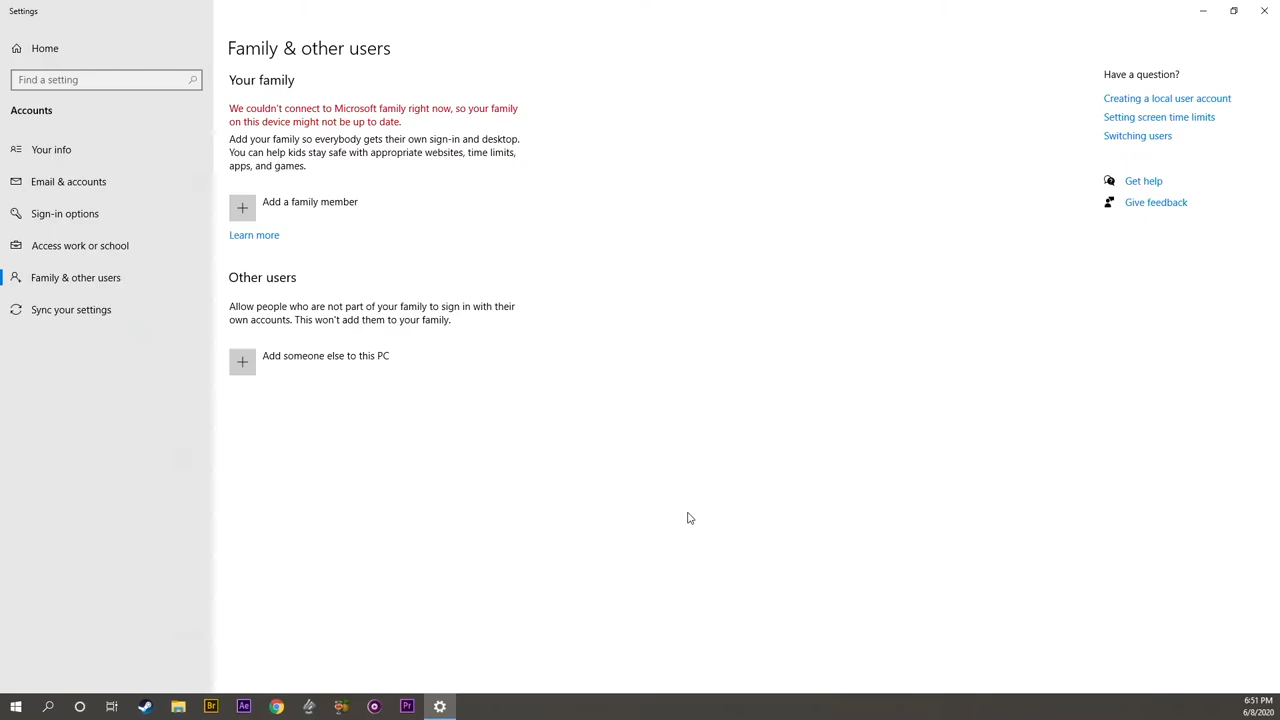 Settings
Home
Find a setting
Accounts
Your info
Email & accounts
Sign-in options
Access work or school
Family & other users
Sync your settings
Family & other users
Your family
We couldn't connect to Microsoft family right now, so your family
on this device might not be up to date.
Add your family so everybody gets their own sign-in and desktop.
You can help kids stay safe with appropriate websites, time limits,
apps, and games.
Add a family member
Learn more
Other users
Allow people who are not part of your family to sign in with their
own accounts. This won't add them to your family.
Add someone else to this PC
Have a question?
Creating a local user account
Setting screen time limits
Switching users
Get help
Give feedback
Br
Ae
Pr
6:51 PM
6/8/2020